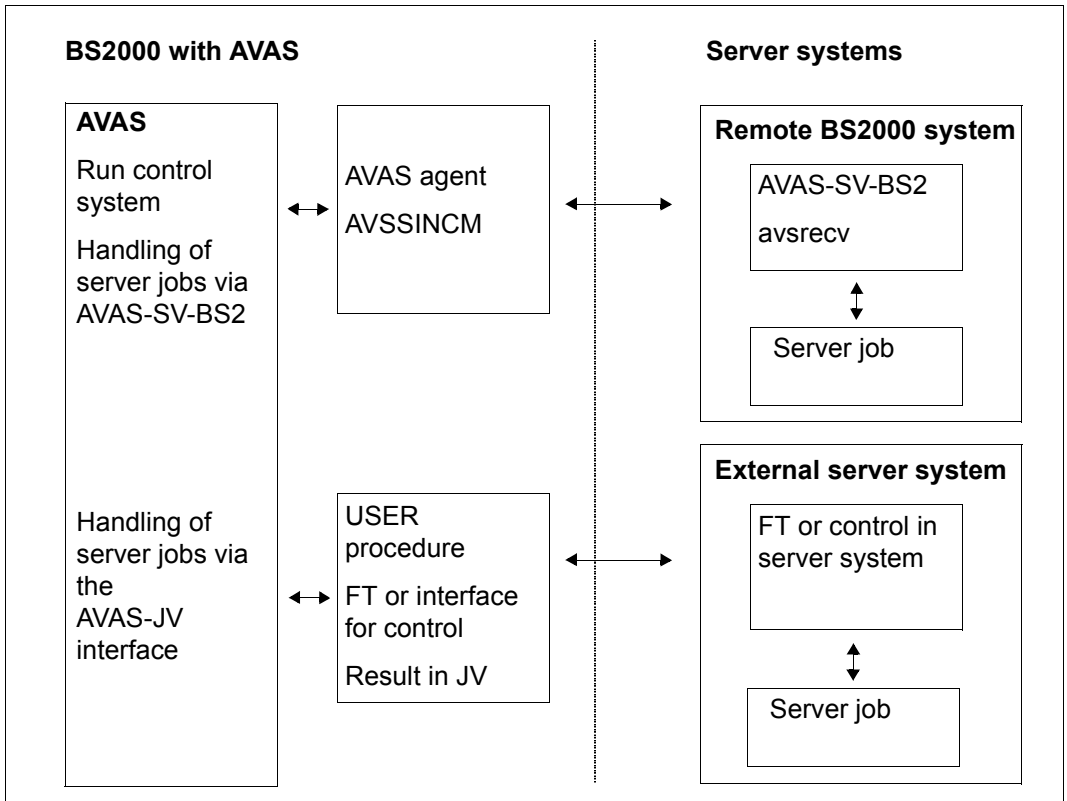 BS2000 with AVAS
Server systems
AVAS
Run control
system
Handling of
server jobs via
AVAS-SV-BS2
Handling of
server jobs via
the
AVAS-JV
interface
AVAS agent
AVSSINCM
USER
procedure
FT or interface
for control
Result in JV
Remote BS2000 system
AVAS-SV-BS2
avsrecv
Server job
External server system
FT or control in
server system
Server job